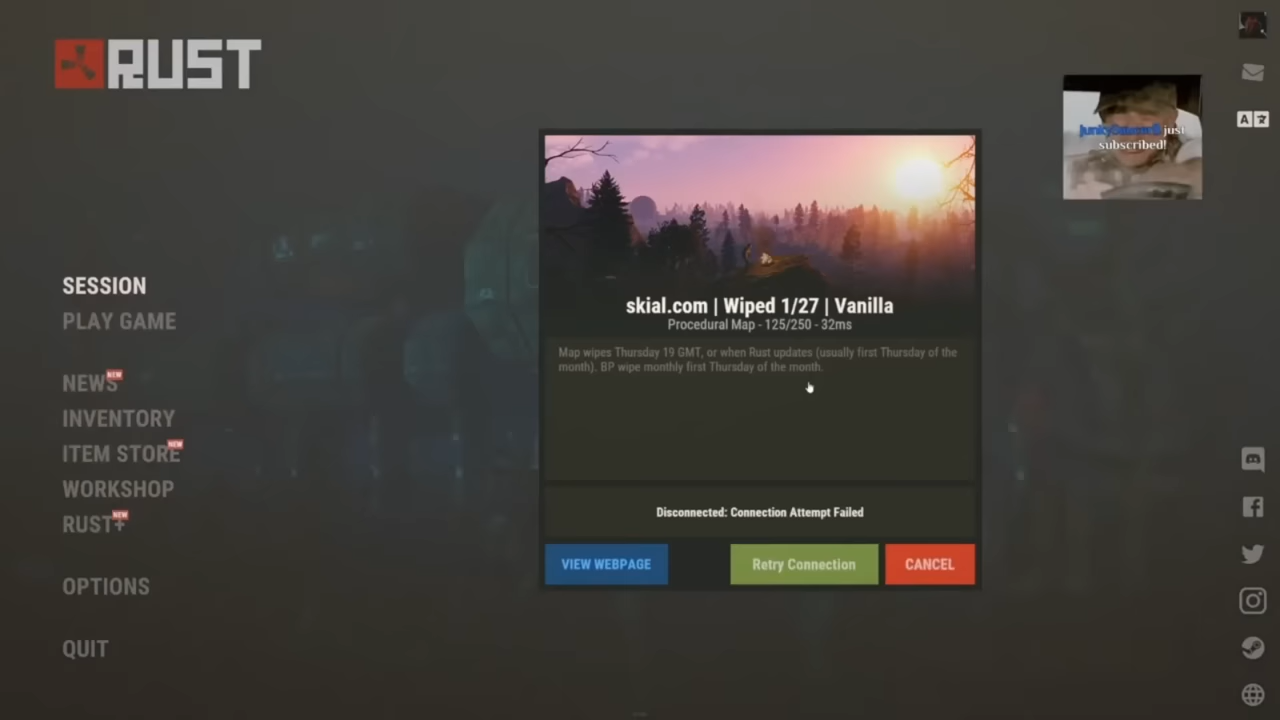 RUST
SESSION
PLAY GAME
NEWS
NEW
INVENTORY
ITEM STORE
NEW
WORKSHOP
RUST+
NEW
OPTIONS
QUIT
skial.com | Wiped 1/27 | Vanilla
Procedural Map - 125/250 - 32ms
Map wipes Thursday 19 GMT, or when Rust updates (usually first Thursday of the
month). BP wipe monthly first Thursday of the month.
Disconnected: Connection Attempt Failed
VIEW WEBPAGE
Retry Connection
CANCEL
just
subscribed!
A